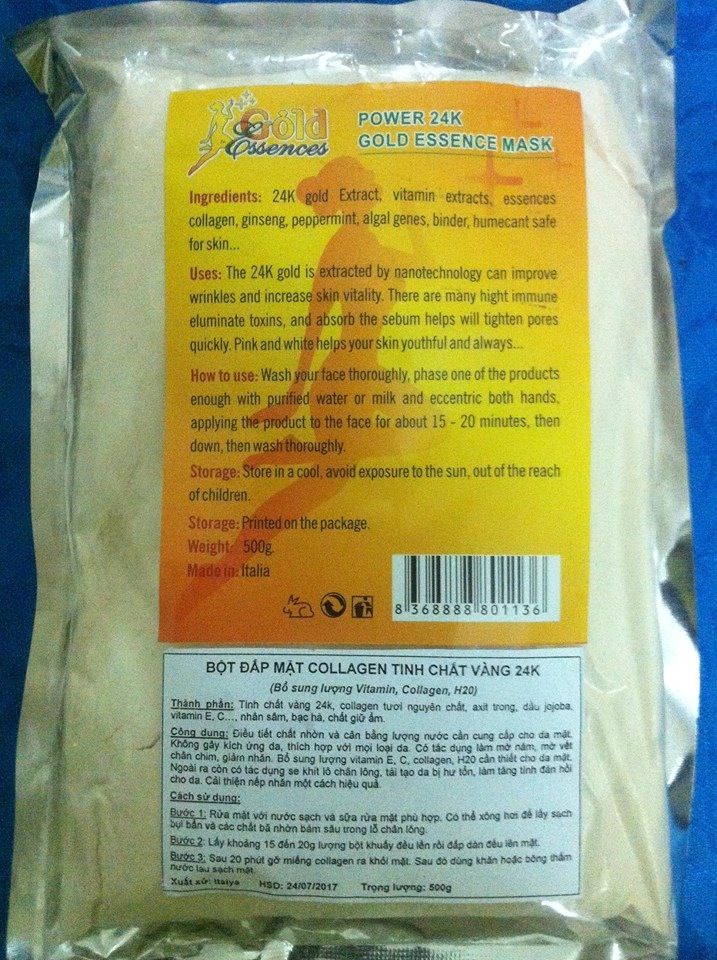 Gold
Essences
POWER 24K
GOLD ESSENCE MASK
Ingredients: 24K gold Extract, vitamin extracts, essences
collagen, ginseng, peppermint, algal genes, binder, humecant safe
for skin...
Uses: The 24K gold is extracted by nanotechnology can improve
wrinkles and increase skin vitality. There are many hight immune
eluminate toxins, and absorb the sebum helps will tighten pores
quickly. Pink and white helps your skin youthful and always...
How to use: Wash your face thoroughly, phase one of the products
enough with purified water or milk and eccentric both hands,
applying the product to the face for about 15 - 20 minutes, then
down, then wash thoroughly.
Storage: Store in a cool, avoid exposure to the sun, out of the reach
of children.
Storage: Printed on the package.
Weight: 500g.
Made in: Italia
8 368888 801136
BỘT ĐẮP MẶT COLLAGEN TINH CHẤT VÀNG 24K
(Bổ sung lượng Vitamin, Collagen, H20)
Thành phần: Tinh chất vàng 24k, collagen tươi nguyên chất, axit trong, dầu jojoba,
vitamin E, C...., nhân sâm, bạc hà, chất giữ ẩm.
Công dụng: Điều tiết chất nhờn và cân bằng lượng nước cần cung cấp cho da mặt.
Không gây kích ứng da, thích hợp với mọi loại da. Có tác dụng làm mờ nám, mờ vết
chân chim, giảm nhăn. Bổ sung lượng vitamin E, C, collagen, H20 cần thiết cho da mặt.
Ngoài ra còn có tác dụng se khít lỗ chân lông, tái tạo da bị hư tổn, làm tăng tính đàn hồi
cho da. Cải thiện nếp nhăn một cách hiệu quả.
Cách sử dụng:
Bước 1: Rửa mặt với nước sạch và sữa rửa mặt phù hợp. Có thể xông hơi để lấy sạch
bụi bẩn và các chất bã nhờn bám sâu trong lỗ chân lông.
Bước 2: Lấy khoảng 15 đến 20g lượng bột khuấy đều lên rồi đắp dàn đều lên mặt.
Bước 3: Sau 20 phút gỡ miếng collagen ra khỏi mặt. Sau đó dùng khăn hoặc bông thấm
nước lau sạch mặt.
Xuất xứ: Italya HSD: 24/07/2017 Trọng lượng: 500g